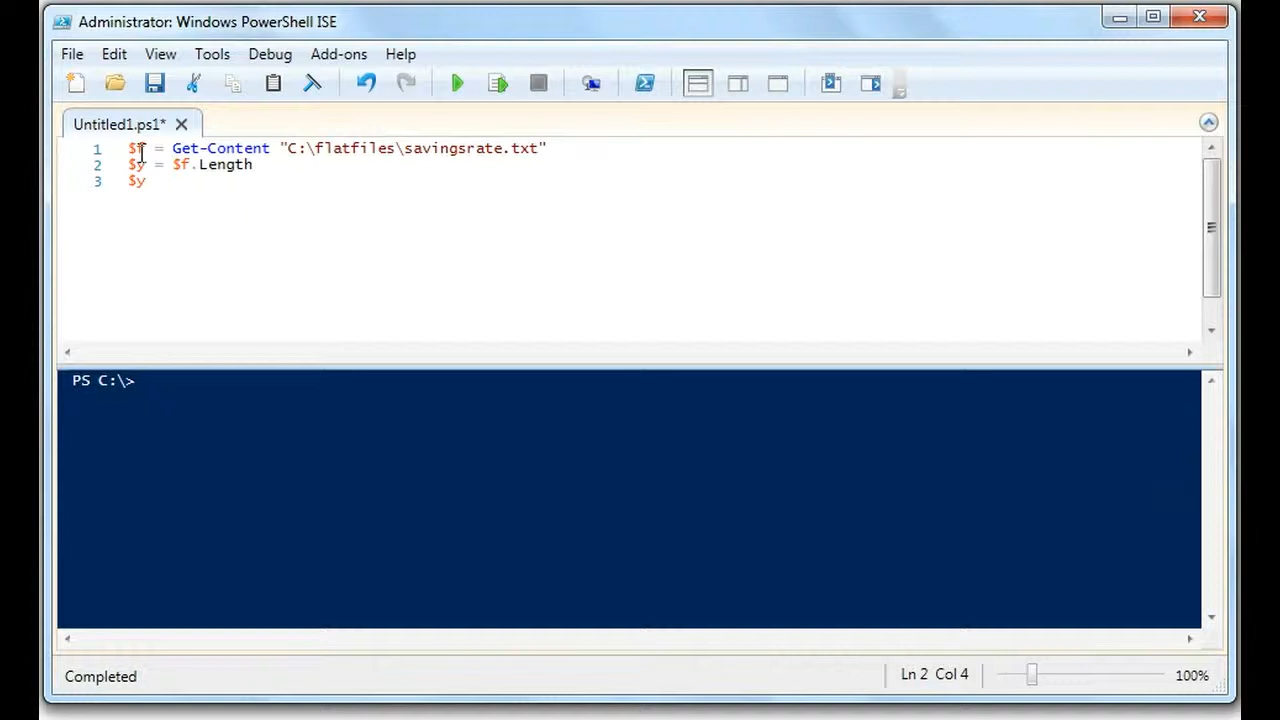 Administrator: Windows PowerShell ISE
File Edit View Tools Debug Add-ons Help
Untitled1.ps1*
1 $f = Get-Content "C:\flatfiles\savingsrate.txt"
2 $y = $f.Length
3 $y
PS C:\>
Completed Ln 2 Col 4 100%